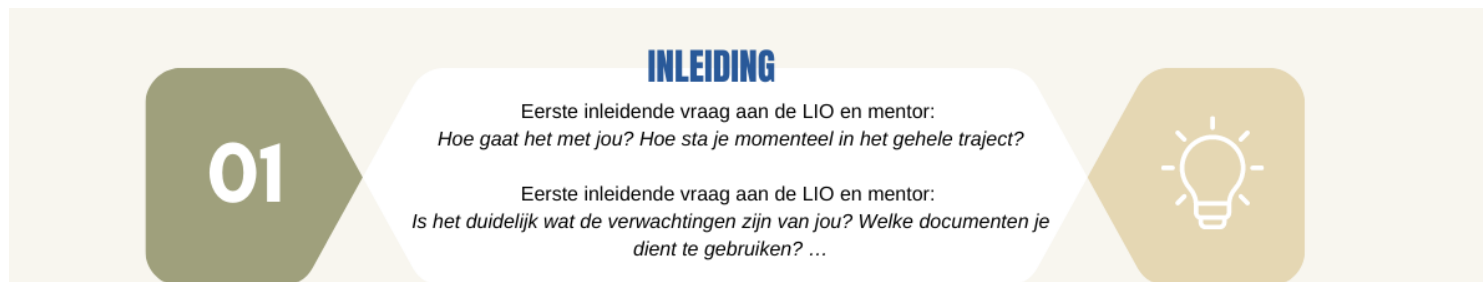 INLEIDING
Eerste inleidende vraag aan de LIO en mentor:
Hoe gaat het met jou? Hoe sta je momenteel in het gehele traject?
01
Eerste inleidende vraag aan de LIO en mentor:
Is het duidelijk wat de verwachtingen zijn van jou? Welke documenten je
dient te gebruiken? …